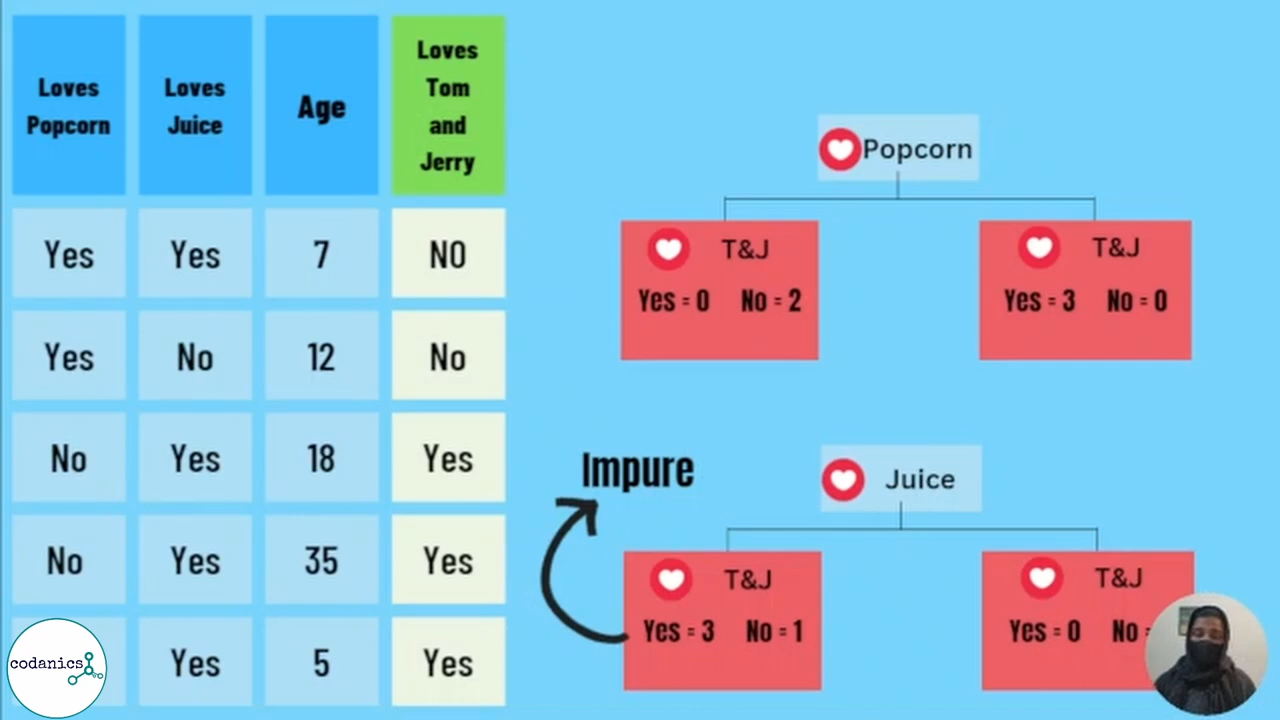 Loves
Popcorn
Loves
Juice
Age
Loves
Tom
and
Jerry
Yes Yes 7 NO
Yes No 12 No
No Yes 18 Yes
No Yes 35 Yes
Yes 5 Yes
codanics
Popcorn
T&J
Yes = 0 No = 2
T&J
Yes = 3 No = 0
Impure
Juice
T&J
Yes = 3 No = 1
T&J
Yes = 0 No =